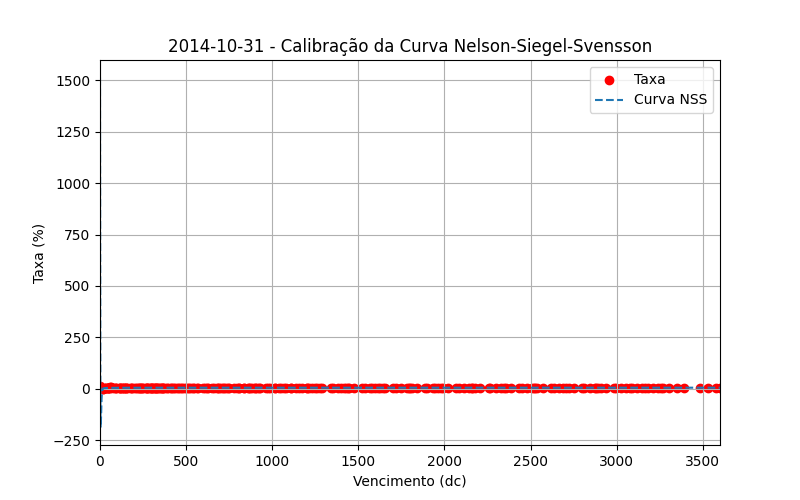 2014-10-31 - Calibração da Curva Nelson-Siegel-Svensson
Taxa
Curva NSS
Taxa (%)
1500
1250
1000
750
500
250
0
−250
0 500 1000 1500 2000 2500 3000 3500
Vencimento (dc)